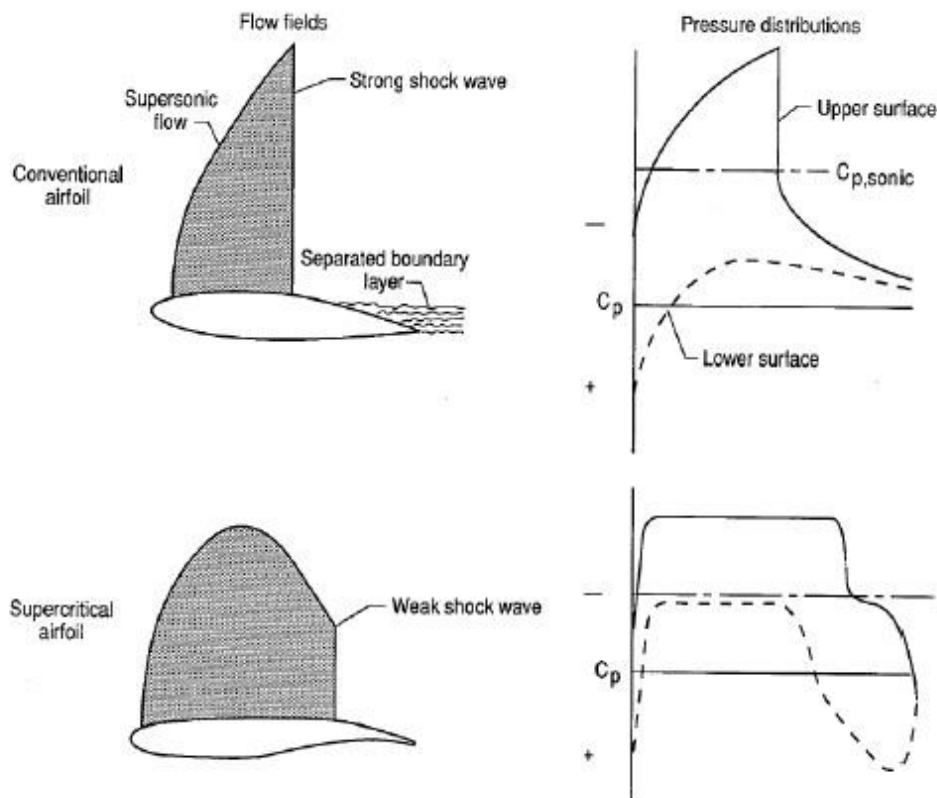 Flow fields
Pressure distributions
Strong shock wave
Supersonic
flow
Conventional
airfoil
Separated boundary
layer
Upper surface
Cp,sonic
—
Cp
Lower surface
+
Supercritical
airfoil
Weak shock wave
—
Cp
+